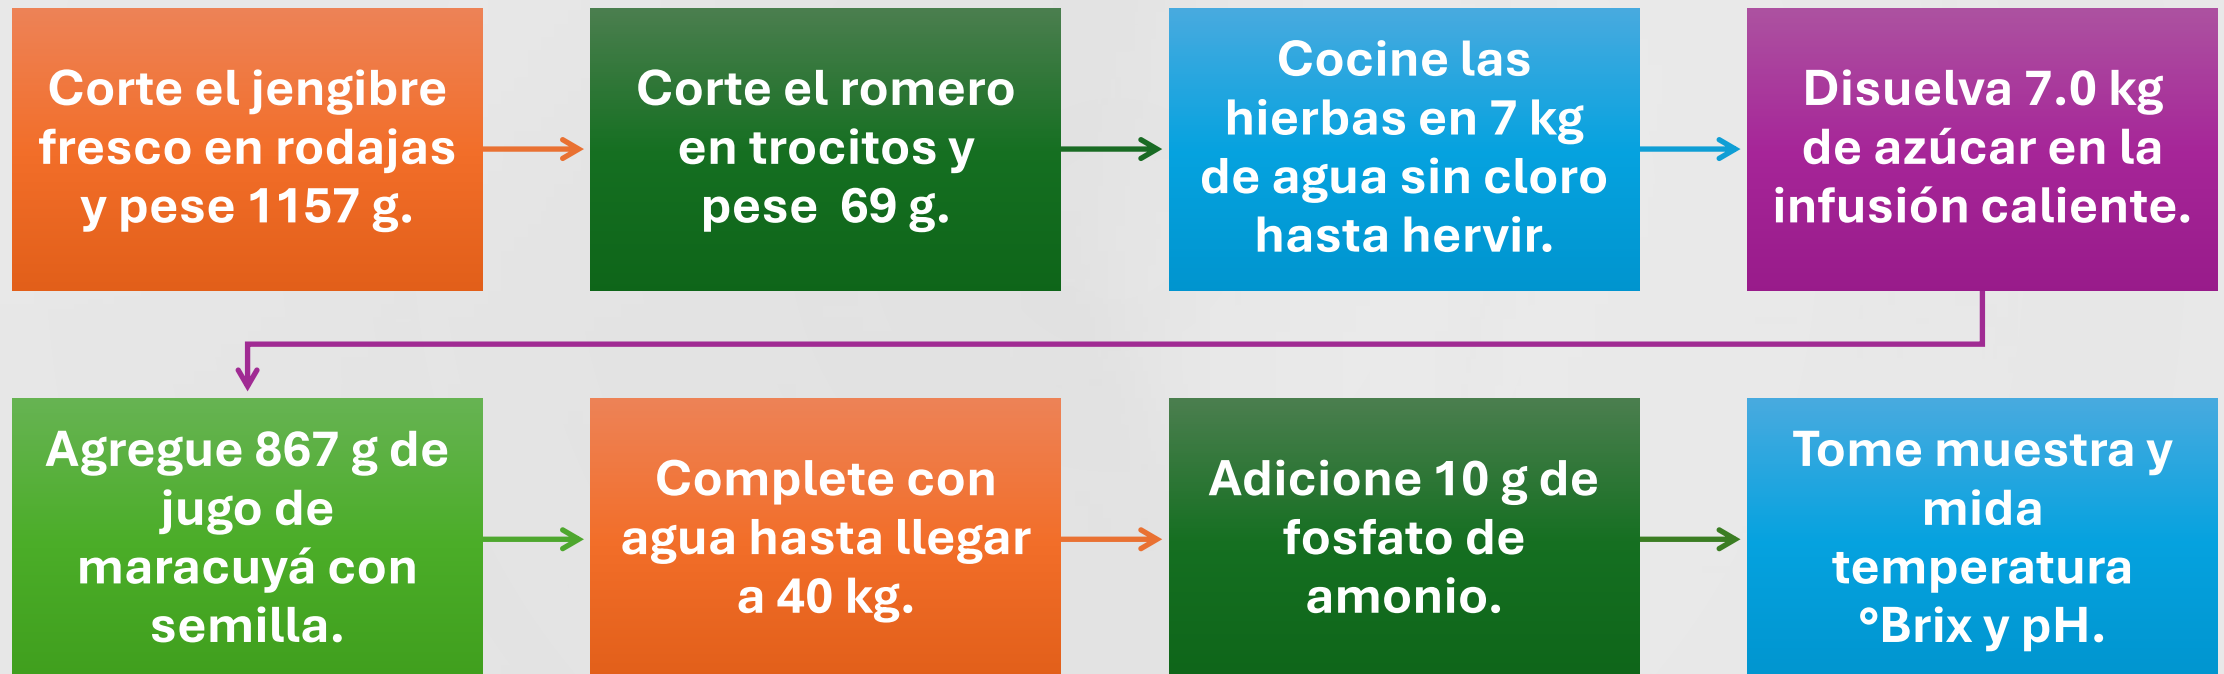 Corte el jengibre
fresco en rodajas
y pese 1157 g.
Corte el romero
en trocitos y
pese  69 g.
Cocine las
hierbas en 7 kg
de agua sin cloro
hasta hervir.
Disuelva 7.0 kg
de azúcar en la
infusión caliente.
Agregue 867 g de
jugo de
maracuyá con
semilla.
Complete con
agua hasta llegar
a 40 kg.
Adicione 10 g de
fosfato de
amonio.
Tome muestra y
mida
temperatura
°Brix y pH.